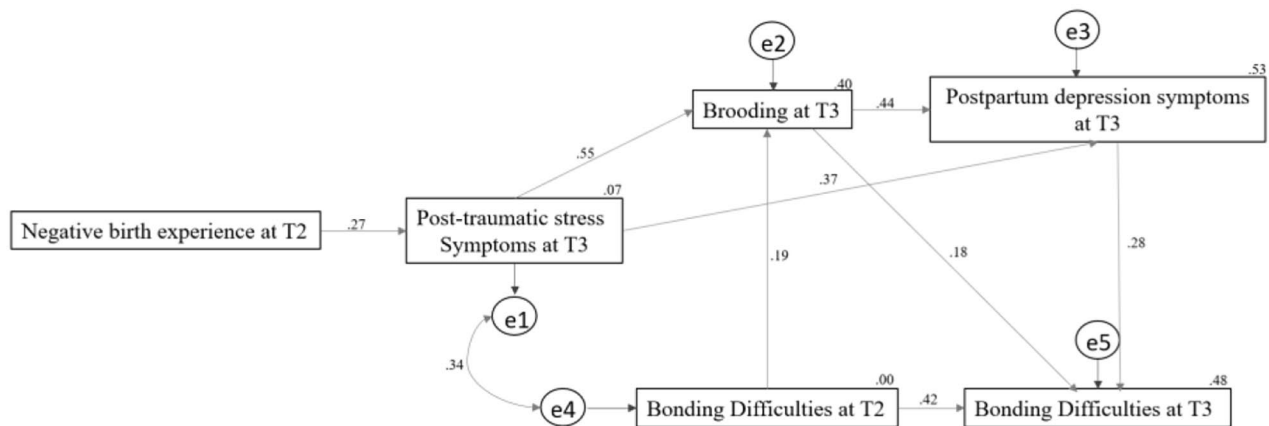 e2
e3
.40
.53
Brooding at T3
.44
Postpartum depression symptoms
at T3
.55
.37
.07
Negative birth experience at T2
.27
Post-traumatic stress
Symptoms at T3
.19
.18
.28
e1
e5
.34
.00
.48
e4
Bonding Difficulties at T2
.42
Bonding Difficulties at T3